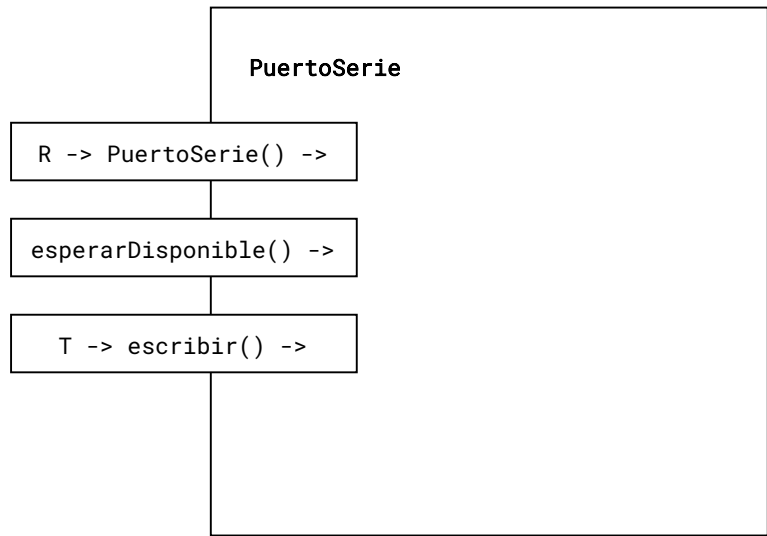 PuertoSerie
R -> PuertoSerie() ->
esperarDisponible() ->
T -> escribir() ->